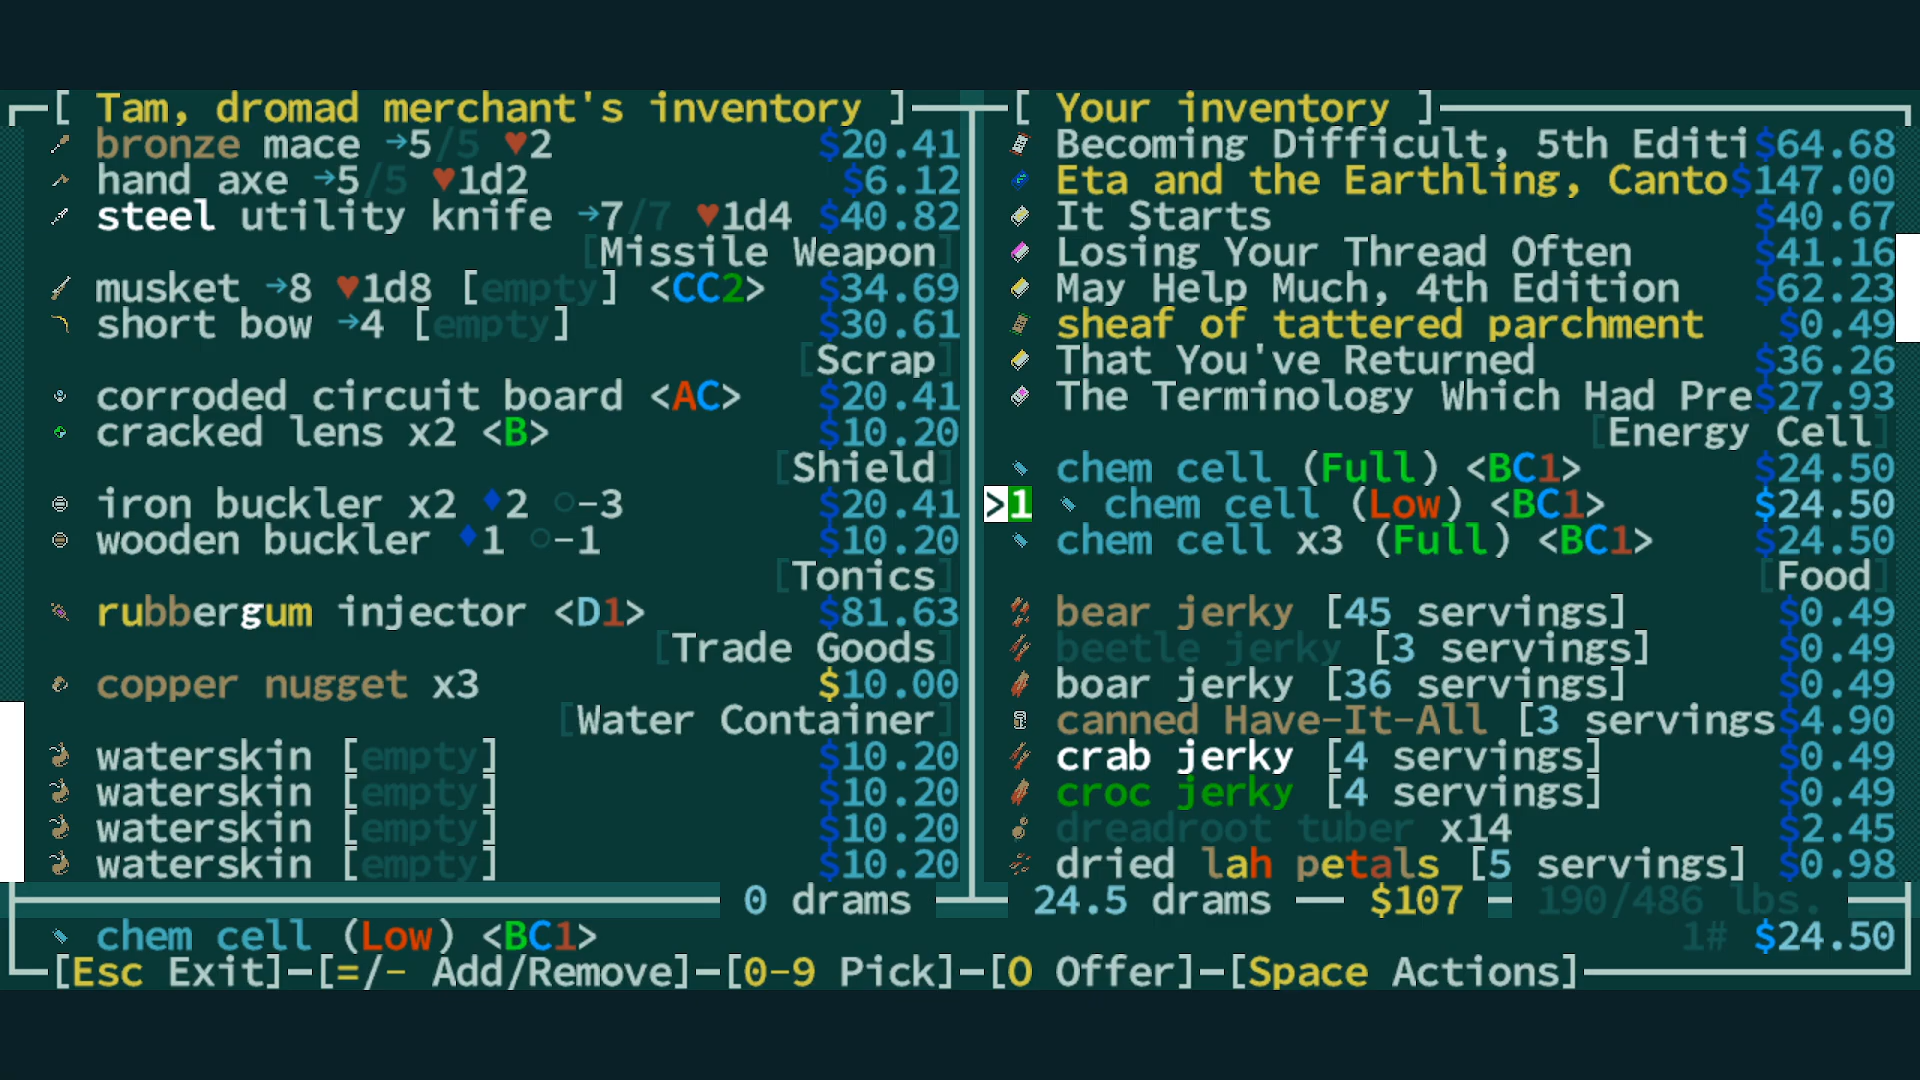 [ Tam, dromad merchant's inventory ]
bronze mace →5/5 ♥2 $20.41
hand axe →5/5 ♥1d2 $6.12
steel utility knife →7/7 ♥1d4 $40.82
[Missile Weapon]
musket →8 ♥1d8 [empty] <CC2> $34.69
short bow →4 [empty] $30.61
[Scrap]
corroded circuit board <AC> $20.41
cracked lens x2 <B> $10.20
[Shield]
iron buckler x2 ♦2 ○-3 $20.41
wooden buckler ♦1 ○-1 $10.20
[Tonics]
rubbergum injector <D1> $81.63
[Trade Goods]
copper nugget x3 $10.00
[Water Container]
waterskin [empty] $10.20
waterskin [empty] $10.20
waterskin [empty] $10.20
waterskin [empty] $10.20
0 drams
[ Your inventory ]
Becoming Difficult, 5th Editi $64.68
Eta and the Earthling, Canto $147.00
It Starts $40.67
Losing Your Thread Often $41.16
May Help Much, 4th Edition $62.23
sheaf of tattered parchment $0.49
That You've Returned $36.26
The Terminology Which Had Pre $27.93
[Energy Cell]
chem cell (Full) <BC1> $24.50
>1 chem cell (Low) <BC1> $24.50
chem cell x3 (Full) <BC1> $24.50
[Food]
bear jerky [45 servings] $0.49
beetle jerky [3 servings] $0.49
boar jerky [36 servings] $0.49
canned Have-It-All [3 servings $4.90
crab jerky [4 servings] $0.49
croc jerky [4 servings] $0.49
dreadroot tuber x14 $2.45
dried lah petals [5 servings] $0.98
24.5 drams — $107 — 190/486 lbs.
chem cell (Low) <BC1> 1# $24.50
[Esc Exit]-[=/- Add/Remove]-[0-9 Pick]-[O Offer]-[Space Actions]